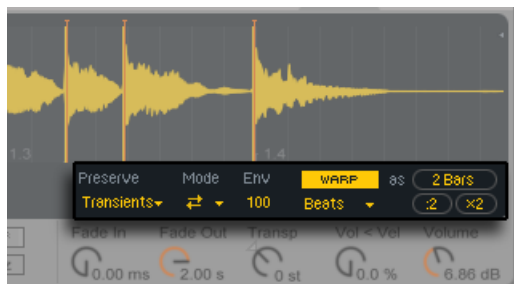 1.3
1.4
Preserve Mode Env WARP as 2 Bars
Transients 100 Beats :2 ×2
Fade In Fade Out Transp Vol < Vel Volume
0.00 ms 2.00 s 0 st 0.0 % 6.86 dB